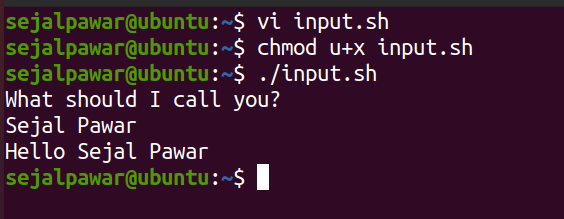 sejalpawar@ubuntu:~$ vi input.sh
sejalpawar@ubuntu:~$ chmod u+x input.sh
sejalpawar@ubuntu:~$ ./input.sh
What should I call you?
Sejal Pawar
Hello Sejal Pawar
sejalpawar@ubuntu:~$